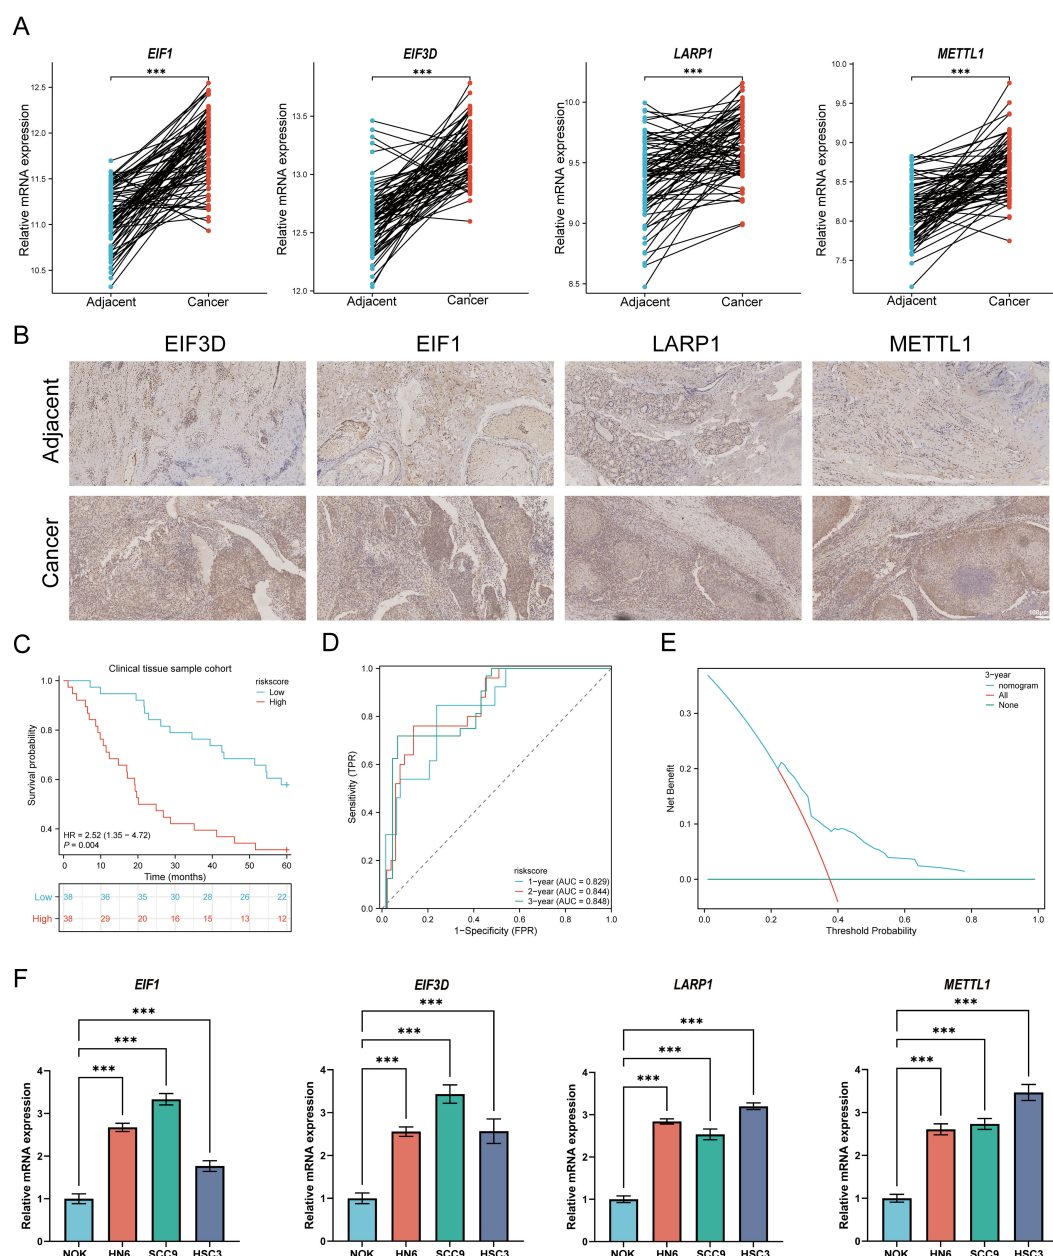 A
EIF1
EIF3D
LARP1
METTL1
***
***
***
***
Relative mRNA expression
12.5
12.0
11.5
11.0
10.5
Adjacent
Cancer
Relative mRNA expression
13.5
13.0
12.5
12.0
Adjacent
Cancer
Relative mRNA expression
10.0
9.5
9.0
8.5
Adjacent
Cancer
Relative mRNA expression
10.0
9.5
9.0
8.5
8.0
7.5
Adjacent
Cancer
B
EIF3D
EIF1
LARP1
METTL1
Adjacent
Cancer
100μm
C
Clinical tissue sample cohort
riskscore
Low
High
Survival probability
1.0
0.8
0.6
0.4
HR = 2.52 (1.35 − 4.72)
P = 0.004
0 10 20 30 40 50 60
Time (months)
Low 38 36 35 30 28 26 22
High 38 29 20 16 15 13 12
D
Sensitivity (TPR)
1.0
0.8
0.6
0.4
0.2
0.0
riskscore
1−year (AUC = 0.829)
2−year (AUC = 0.844)
3−year (AUC = 0.848)
0.0 0.2 0.4 0.6 0.8 1.0
1−Specificity (FPR)
E
3-year
nomogram
All
None
Net Benefit
0.3
0.2
0.1
0.0
0.0 0.2 0.4 0.6 0.8 1.0
Threshold Probability
F
EIF1
***
***
***
Relative mRNA expression
4
3
2
1
0
NOK HN6 SCC9 HSC3
EIF3D
***
***
***
Relative mRNA expression
4
3
2
1
0
NOK HN6 SCC9 HSC3
LARP1
***
***
***
Relative mRNA expression
4
3
2
1
0
NOK HN6 SCC9 HSC3
METTL1
***
***
***
Relative mRNA expression
4
3
2
1
0
NOK HN6 SCC9 HSC3